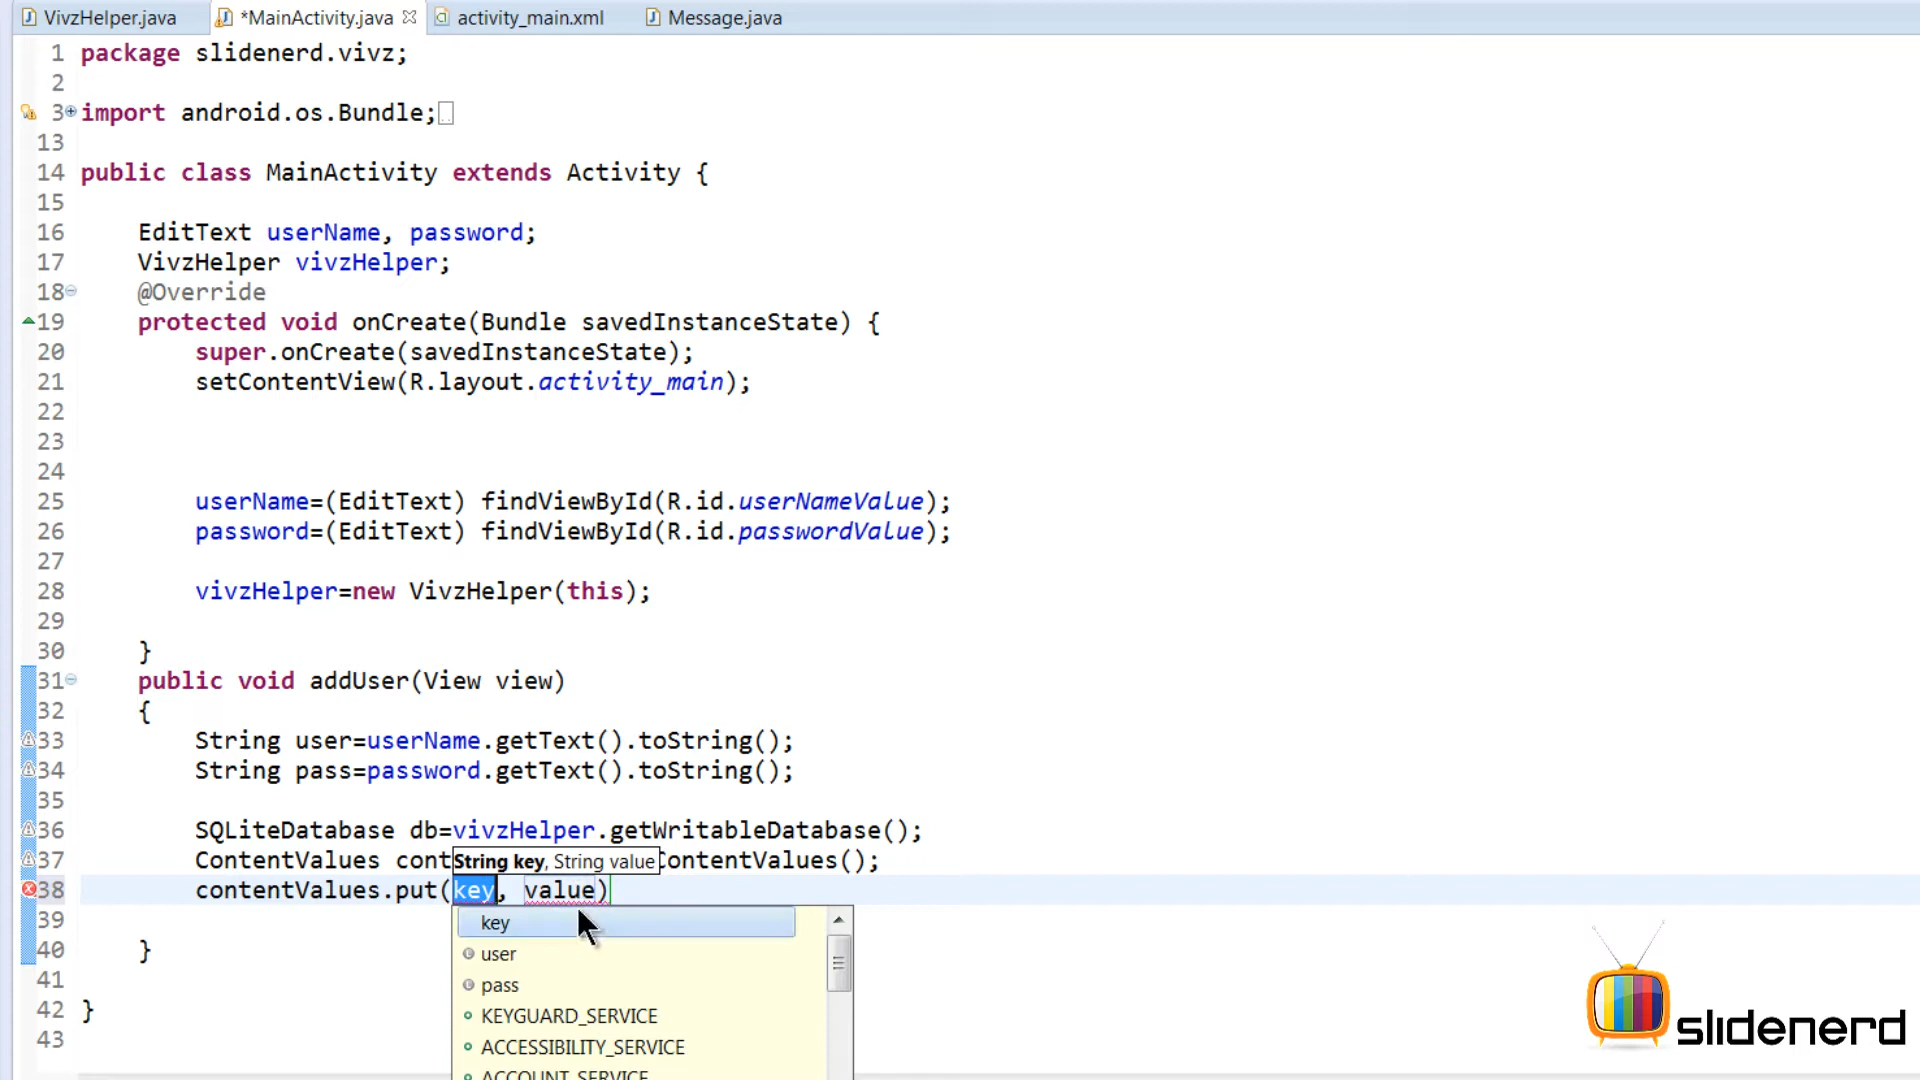 VivzHelper.java *MainActivity.java activity_main.xml Message.java
1 package slidenerd.vivz;
2
3 import android.os.Bundle;
13
14 public class MainActivity extends Activity {
15
16 EditText userName, password;
17 VivzHelper vivzHelper;
18 @Override
19 protected void onCreate(Bundle savedInstanceState) {
20 super.onCreate(savedInstanceState);
21 setContentView(R.layout.activity_main);
22
23
24
25 userName=(EditText) findViewById(R.id.userNameValue);
26 password=(EditText) findViewById(R.id.passwordValue);
27
28 vivzHelper=new VivzHelper(this);
29
30 }
31 public void addUser(View view)
32 {
33 String user=userName.getText().toString();
34 String pass=password.getText().toString();
35
36 SQLiteDatabase db=vivzHelper.getWritableDatabase();
37 ContentValues cont String key, String value ContentValues();
38 contentValues.put(key, value)
39
key
40 }
user
41
pass
42 }
KEYGUARD_SERVICE
43
ACCESSIBILITY_SERVICE
ACCOUNT_SERVICE
slidenerd